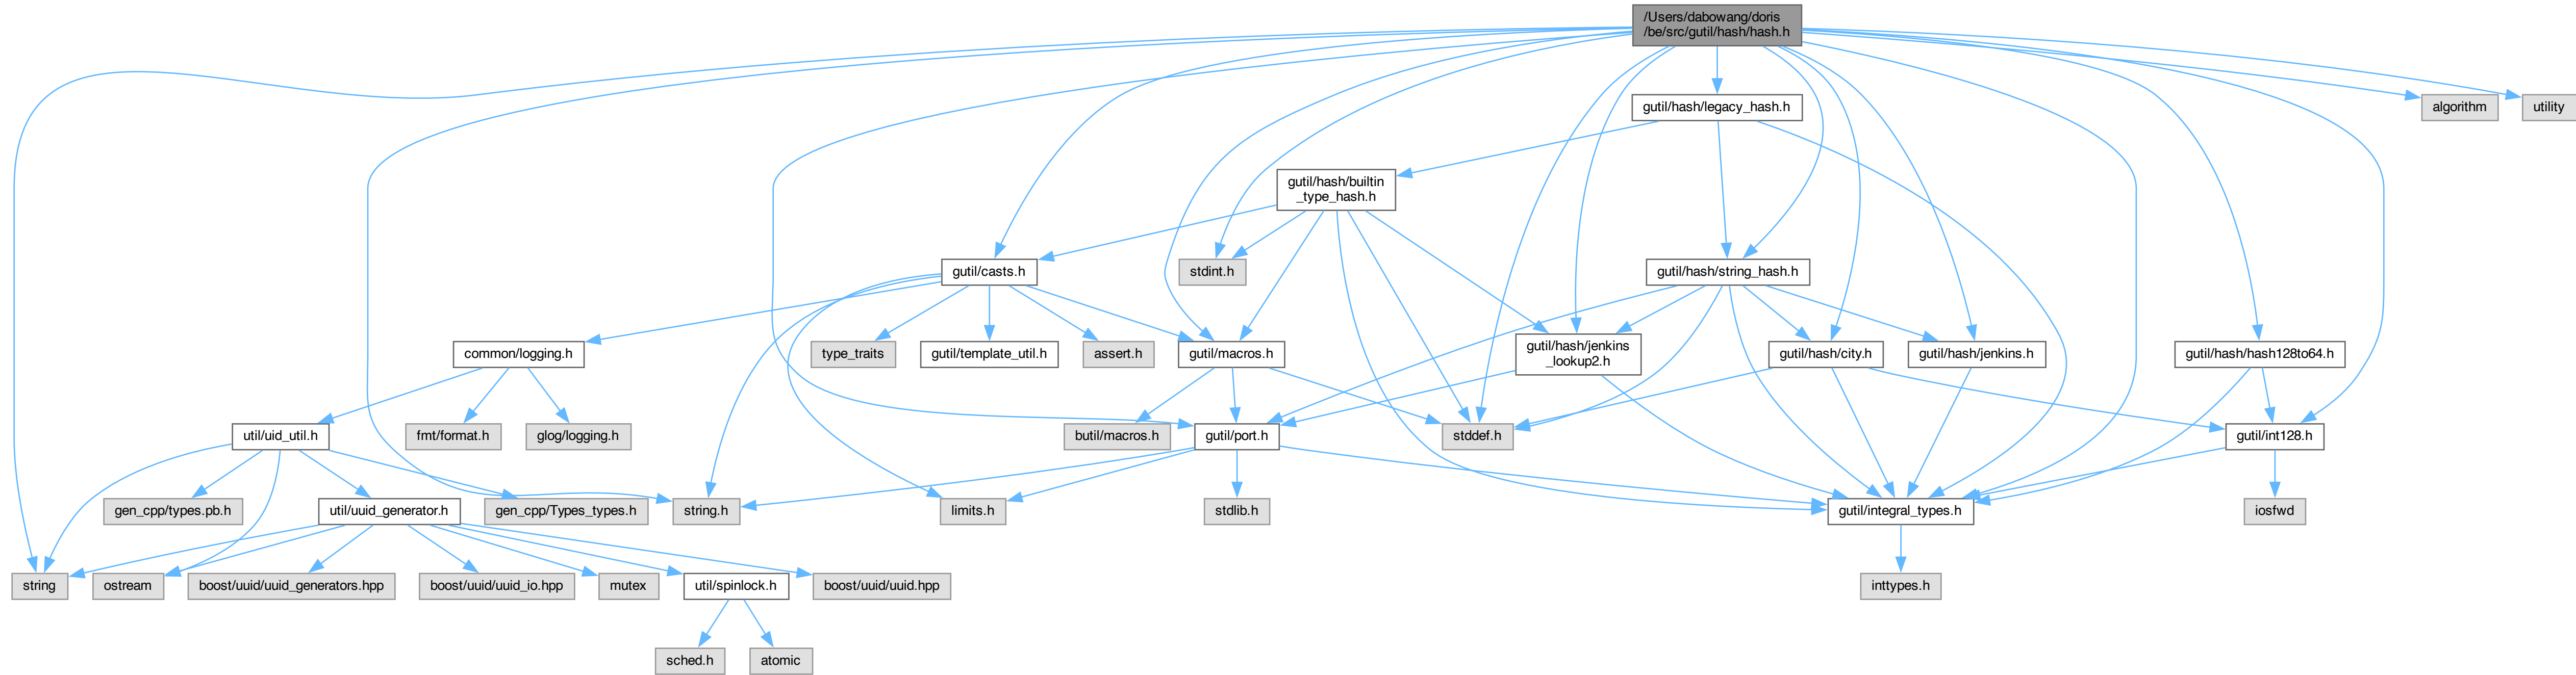 /Users/dabowang/doris
/be/src/gutil/hash/hash.h
gutil/hash/legacy_hash.h
algorithm
utility
gutil/hash/builtin
_type_hash.h
gutil/casts.h
stdint.h
gutil/hash/string_hash.h
common/logging.h
type_traits
gutil/template_util.h
assert.h
gutil/macros.h
gutil/hash/jenkins
_lookup2.h
gutil/hash/city.h
gutil/hash/jenkins.h
gutil/hash/hash128to64.h
util/uid_util.h
fmt/format.h
glog/logging.h
butil/macros.h
gutil/port.h
stddef.h
gutil/int128.h
gen_cpp/types.pb.h
util/uuid_generator.h
gen_cpp/Types_types.h
string.h
limits.h
stdlib.h
gutil/integral_types.h
iosfwd
string
ostream
boost/uuid/uuid_generators.hpp
boost/uuid/uuid_io.hpp
mutex
util/spinlock.h
boost/uuid/uuid.hpp
inttypes.h
sched.h
atomic